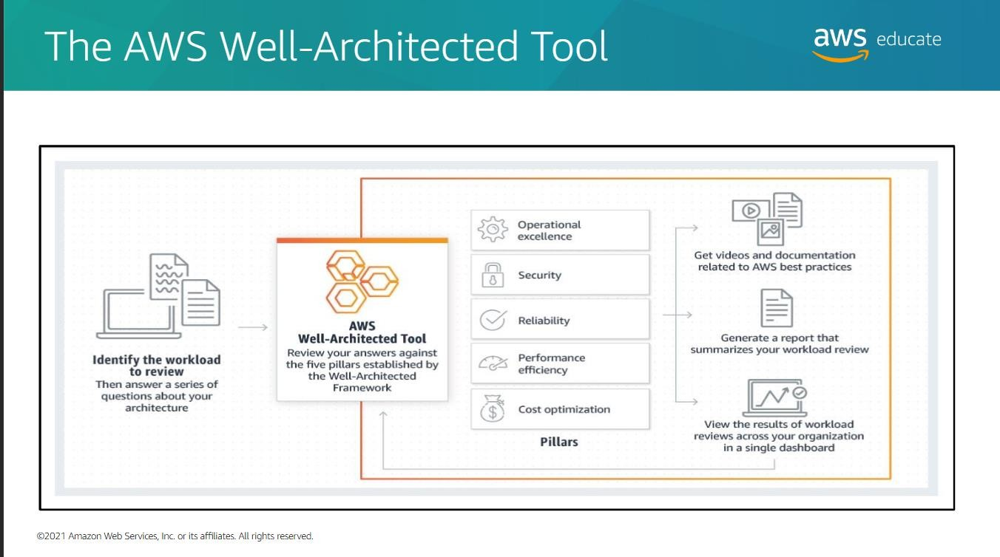 The AWS Well-Architected Tool
aws educate
Identify the workload
to review
Then answer a series of
questions about your
architecture
AWS
Well-Architected Tool
Review your answers against
the five pillars established by
the Well-Architected
Framework
Operational
excellence
Security
Reliability
Performance
efficiency
Cost optimization
Pillars
Get videos and documentation
related to AWS best practices
Generate a report that
summarizes your workload review
View the results of workload
reviews across your organization
in a single dashboard
©2021 Amazon Web Services, Inc. or its affiliates. All rights reserved.